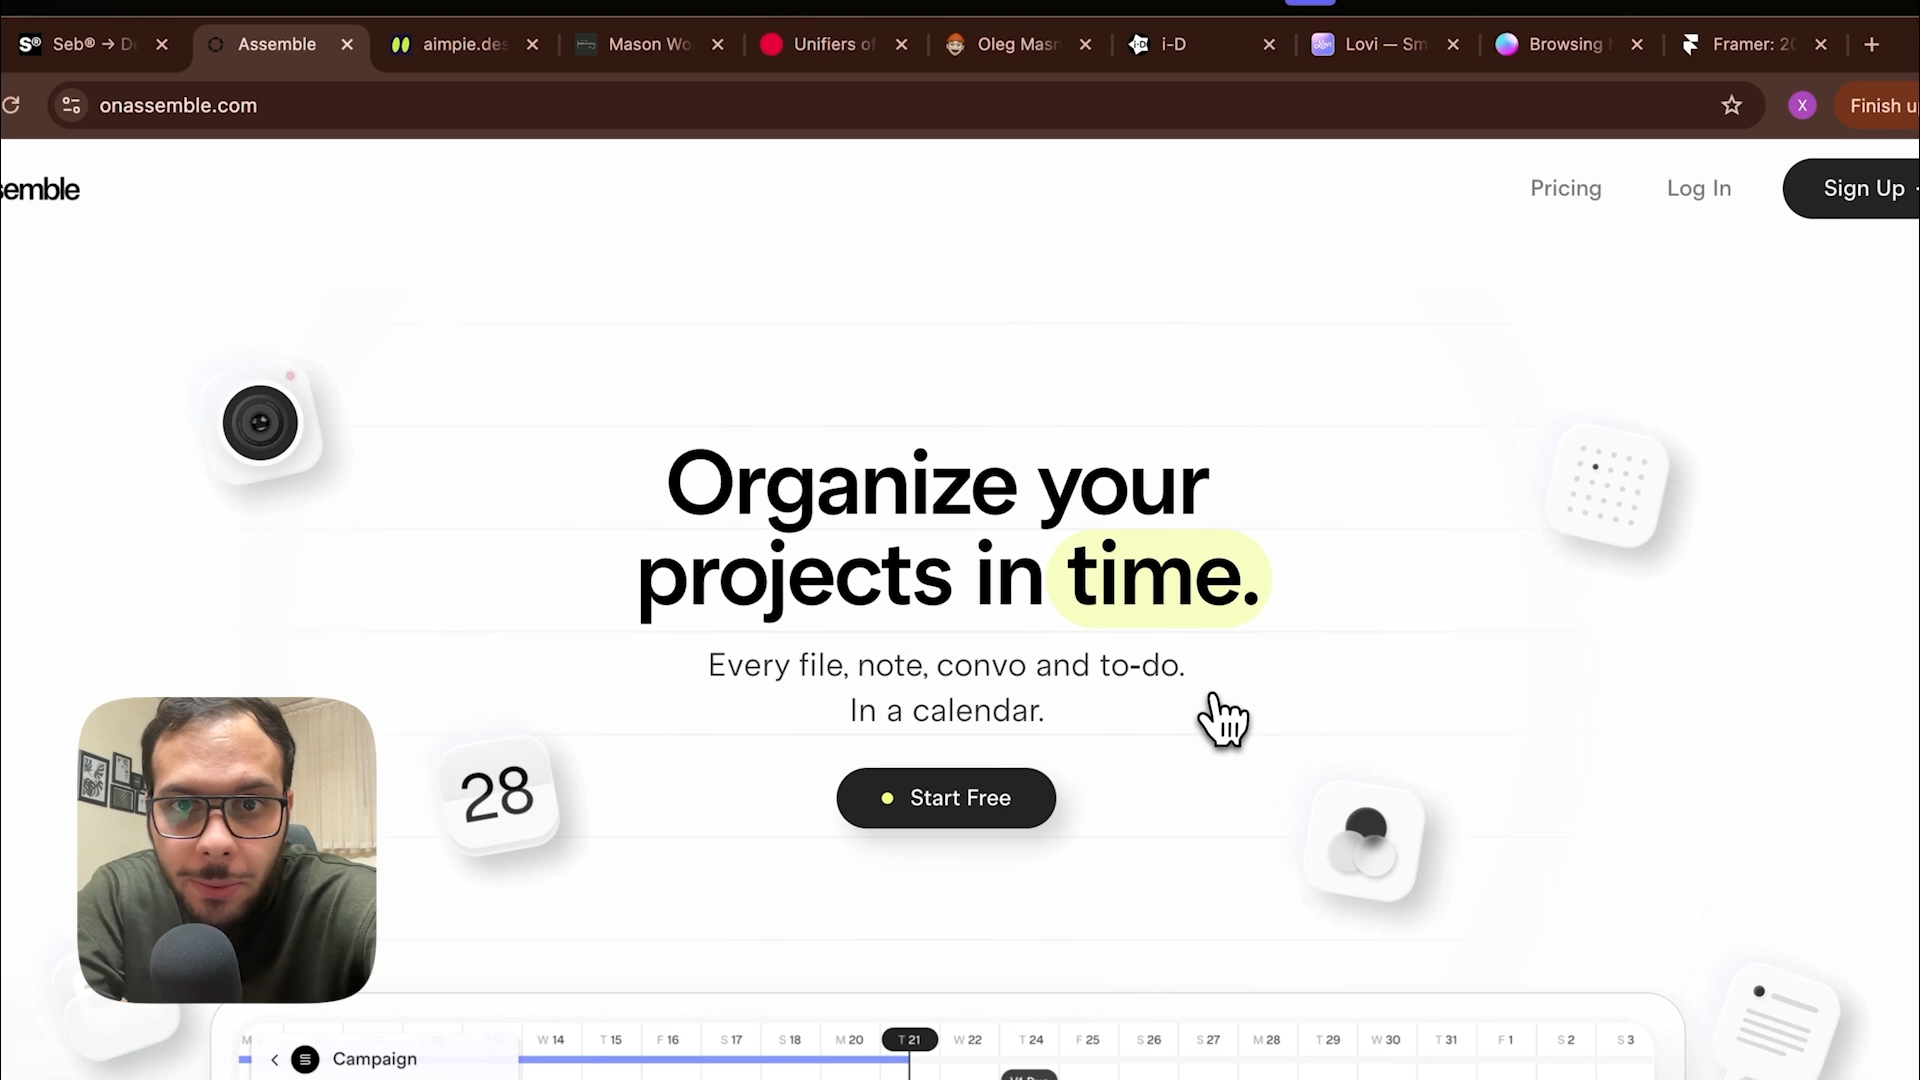 S® Seb® → D
Assemble
aimpie.des
Mason Wo
Unifiers of
Oleg Masn
i-D i-D
Lovi Lovi — Sm
Browsing
Framer: 20
onassemble.com
X
Finish u
semble
Pricing
Log In
Sign Up
Organize your
projects in time.
Every file, note, convo and to-do.
In a calendar.
28
Start Free
W 14 T 15 F 16 S 17 S 18 M 20 T 21 W 22 T 24 F 25 S 26 S 27 M 28 T 29 W 30 T 31 F 1 S 2 S 3
Campaign